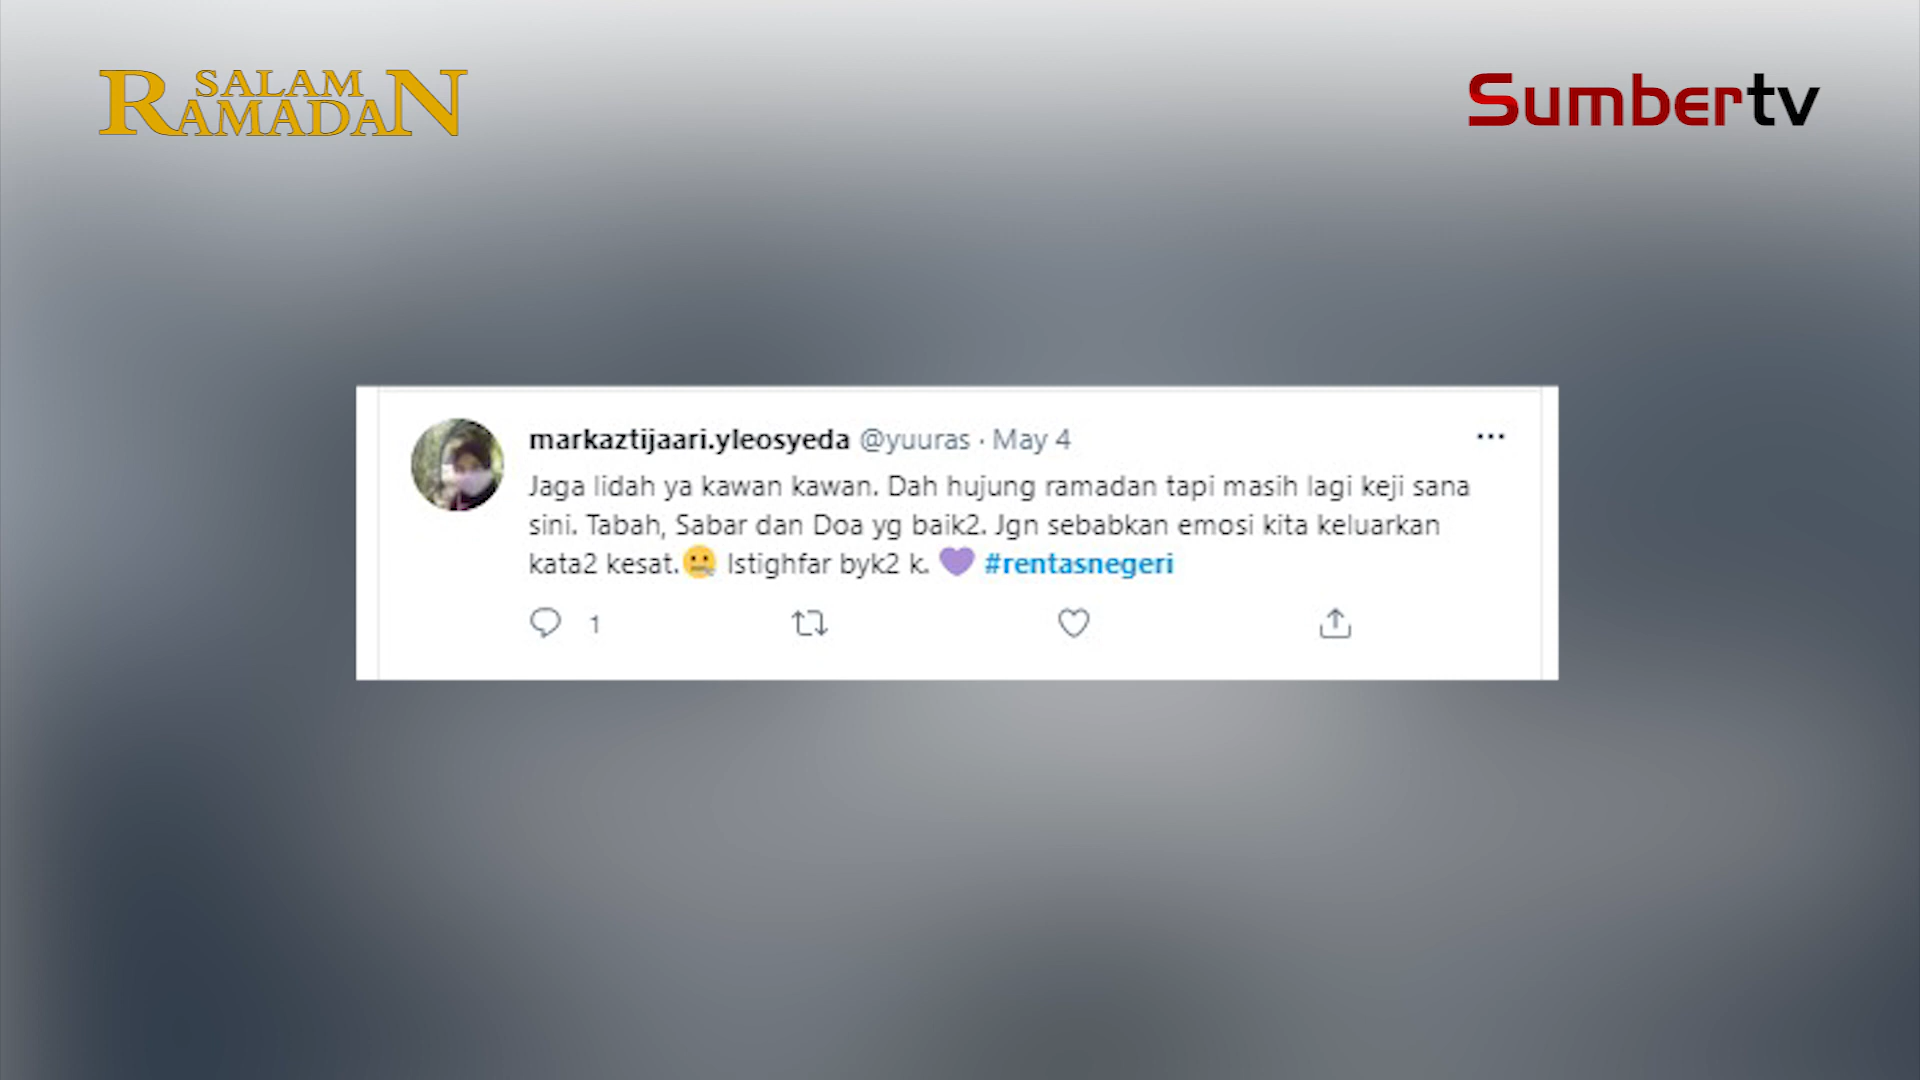 SALAM
RAMADAN
Sumbertv
markaztijaari.yleosyeda @yuuras · May 4
Jaga lidah ya kawan kawan. Dah hujung ramadan tapi masih lagi keji sana
sini. Tabah, Sabar dan Doa yg baik2. Jgn sebabkan emosi kita keluarkan
kata2 kesat.🤐 Istighfar byk2 k. 💜 #rentasnegeri
1